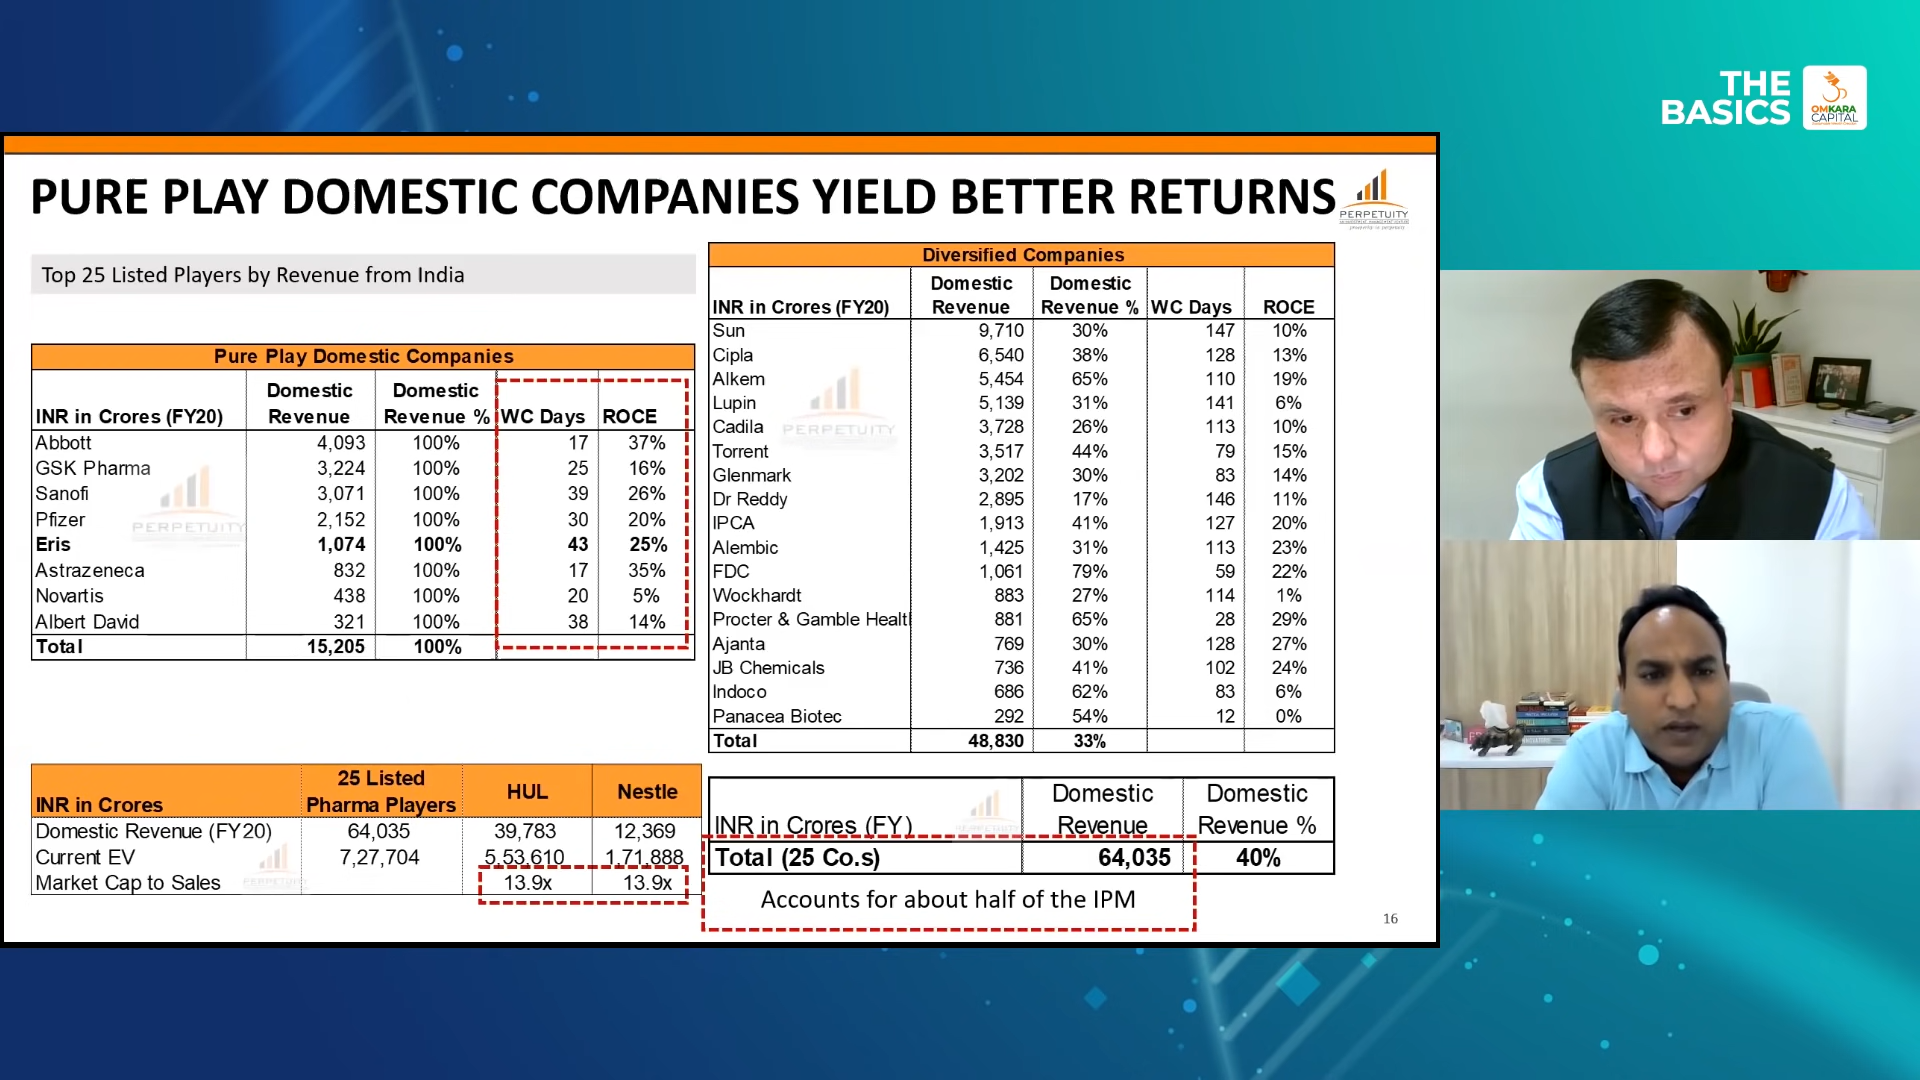 THE
BASICS
OMKARA
CAPITAL
PURE PLAY DOMESTIC COMPANIES YIELD BETTER RETURNS
PERPETUITY
Top 25 Listed Players by Revenue from India
Pure Play Domestic Companies
INR in Crores (FY20) Domestic Revenue Domestic Revenue % WC Days ROCE
Abbott 4,093 100% 17 37%
GSK Pharma 3,224 100% 25 16%
Sanofi 3,071 100% 39 26%
Pfizer 2,152 100% 30 20%
Eris 1,074 100% 43 25%
Astrazeneca 832 100% 17 35%
Novartis 438 100% 20 5%
Albert David 321 100% 38 14%
Total 15,205 100%
PERPETUITY
Diversified Companies
INR in Crores (FY20) Domestic Revenue Domestic Revenue % WC Days ROCE
Sun 9,710 30% 147 10%
Cipla 6,540 38% 128 13%
Alkem 5,454 65% 110 19%
Lupin 5,139 31% 141 6%
Cadila 3,728 26% 113 10%
Torrent 3,517 44% 79 15%
Glenmark 3,202 30% 83 14%
Dr Reddy 2,895 17% 146 11%
IPCA 1,913 41% 127 20%
Alembic 1,425 31% 113 23%
FDC 1,061 79% 59 22%
Wockhardt 883 27% 114 1%
Procter & Gamble Healt 881 65% 28 29%
Ajanta 769 30% 128 27%
JB Chemicals 736 41% 102 24%
Indoco 686 62% 83 6%
Panacea Biotec 292 54% 12 0%
Total 48,830 33%
PERPETUITY
INR in Crores 25 Listed Pharma Players HUL Nestle
Domestic Revenue (FY20) 64,035 39,783 12,369
Current EV 7,27,704 5,53,610 1,71,888
Market Cap to Sales 13.9x 13.9x
INR in Crores (FY) Domestic Revenue Domestic Revenue %
Total (25 Co.s) 64,035 40%
Accounts for about half of the IPM
16